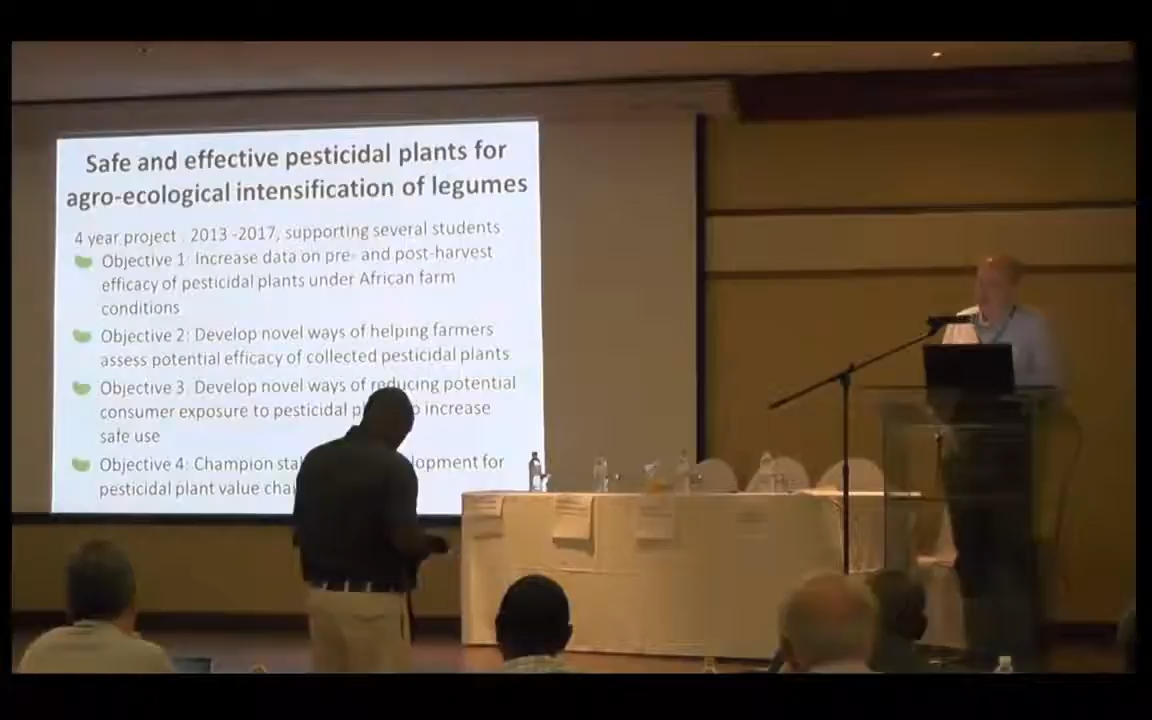 Safe and effective pesticidal plants for
agro-ecological intensification of legumes
4 year project : 2013 -2017, supporting several students
Objective 1: Increase data on pre- and post-harvest
efficacy of pesticidal plants under African farm
conditions
Objective 2: Develop novel ways of helping farmers
assess potential efficacy of collected pesticidal plants
Objective 3: Develop novel ways of reducing potential
consumer exposure to pesticidal increase
safe use
Objective 4: Champion for
pesticidal plant value